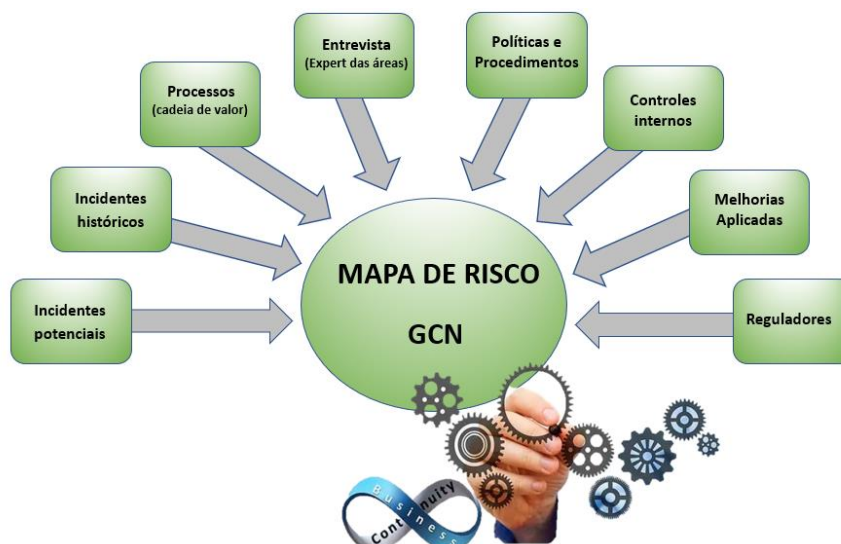 Entrevista
(Expert das áreas)
Políticas e
Procedimentos
Processos
(cadeia de valor)
Controles
internos
Incidentes
históricos
Melhorias
Aplicadas
Incidentes
potenciais
Reguladores
MAPA DE RISCO
GCN
Business
Continuity